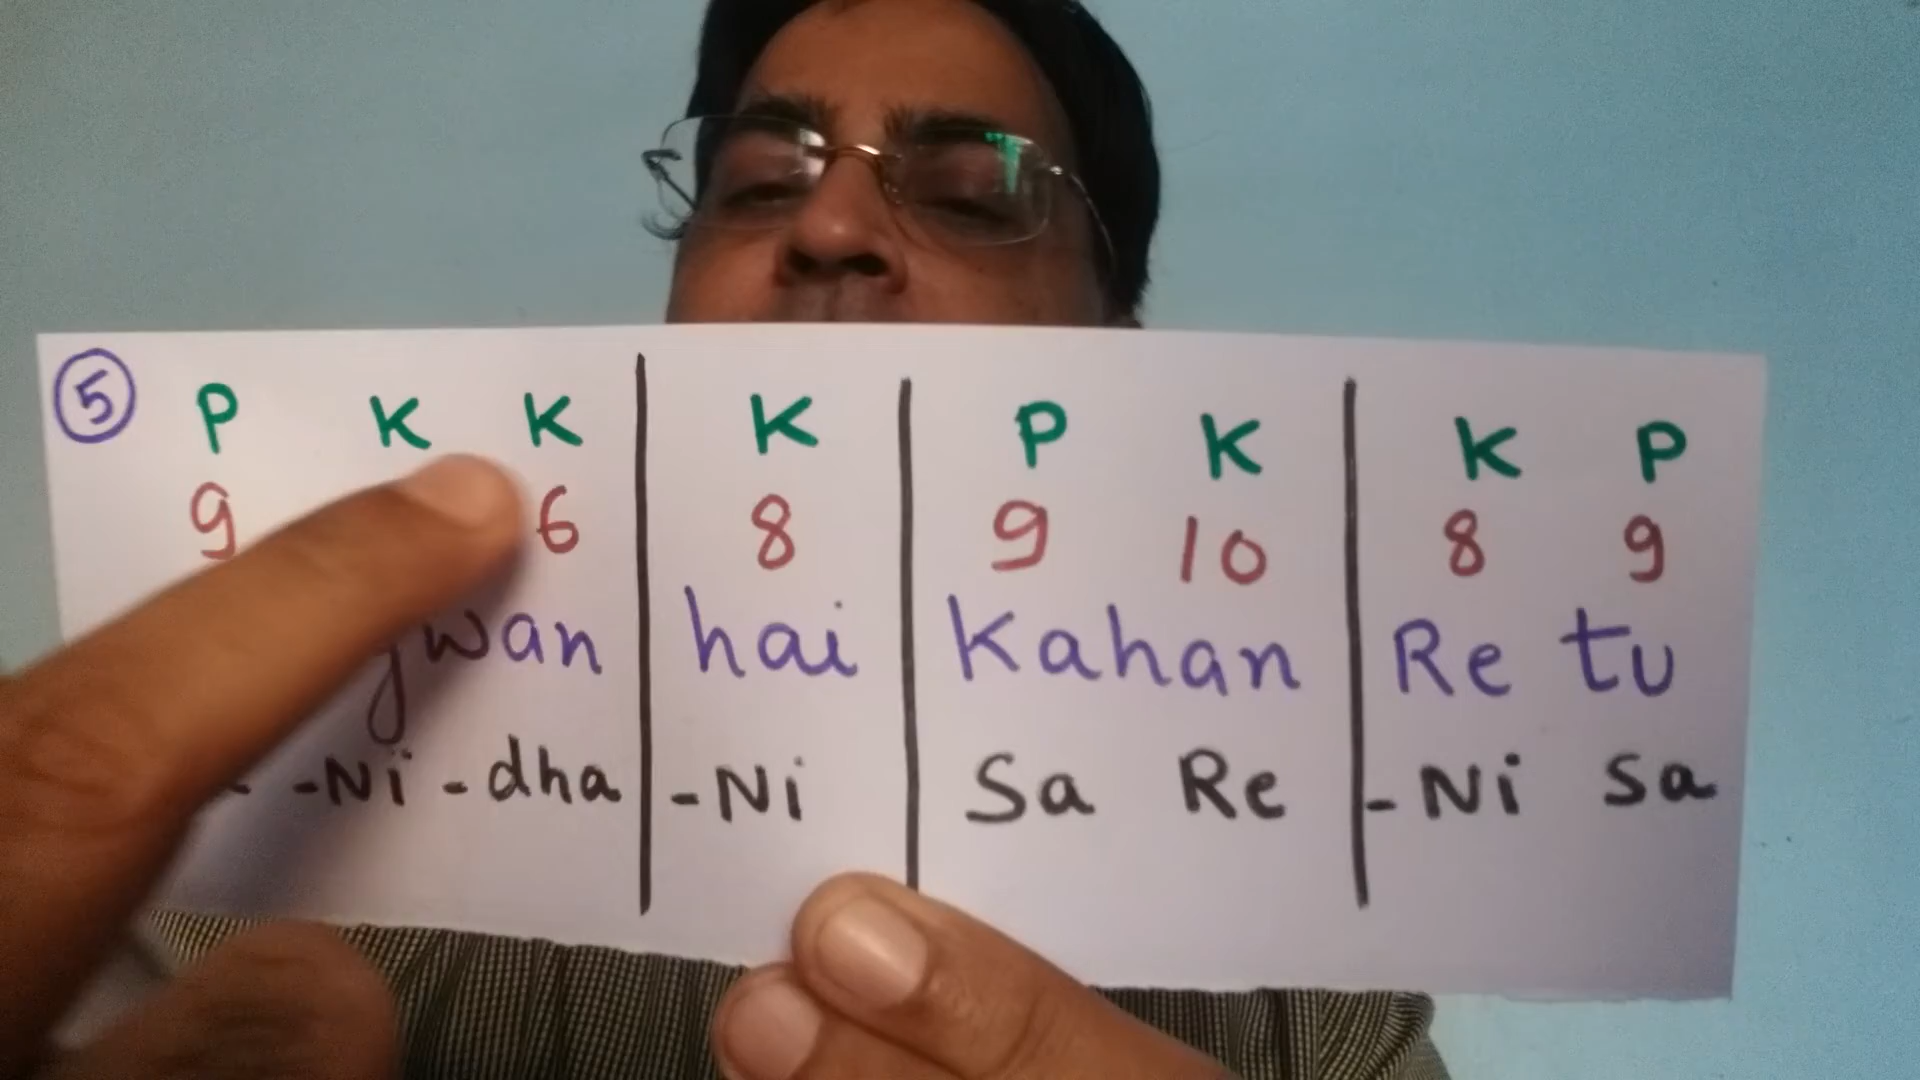 5 P K K K P K K P
9 6 8 9 10 8 9
hai Kahan Re tu
-Ni -dha -Ni Sa Re -Ni Sa